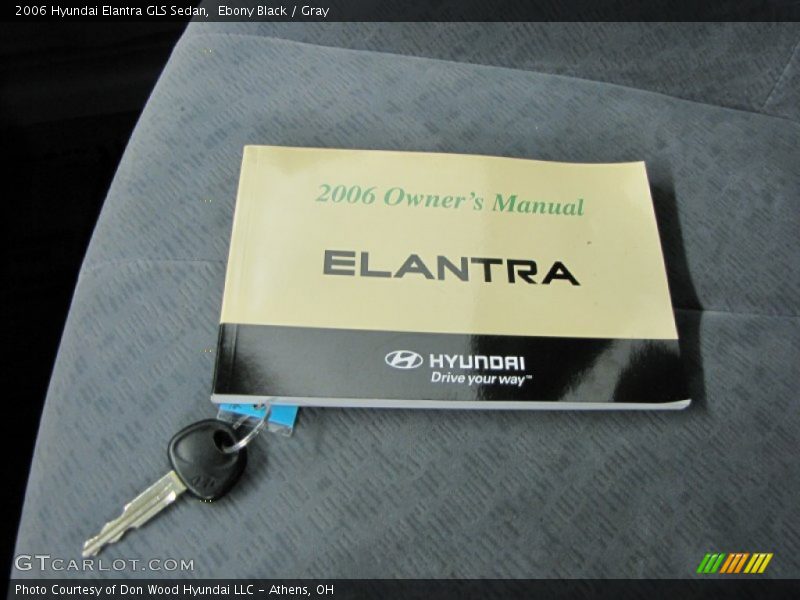 2006 Hyundai Elantra GLS Sedan, Ebony Black / Gray
2006 Owner's Manual
ELANTRA
HYUNDAI
Drive your way™
GTCARLOT.COM
Photo Courtesy of Don Wood Hyundai LLC - Athens, OH